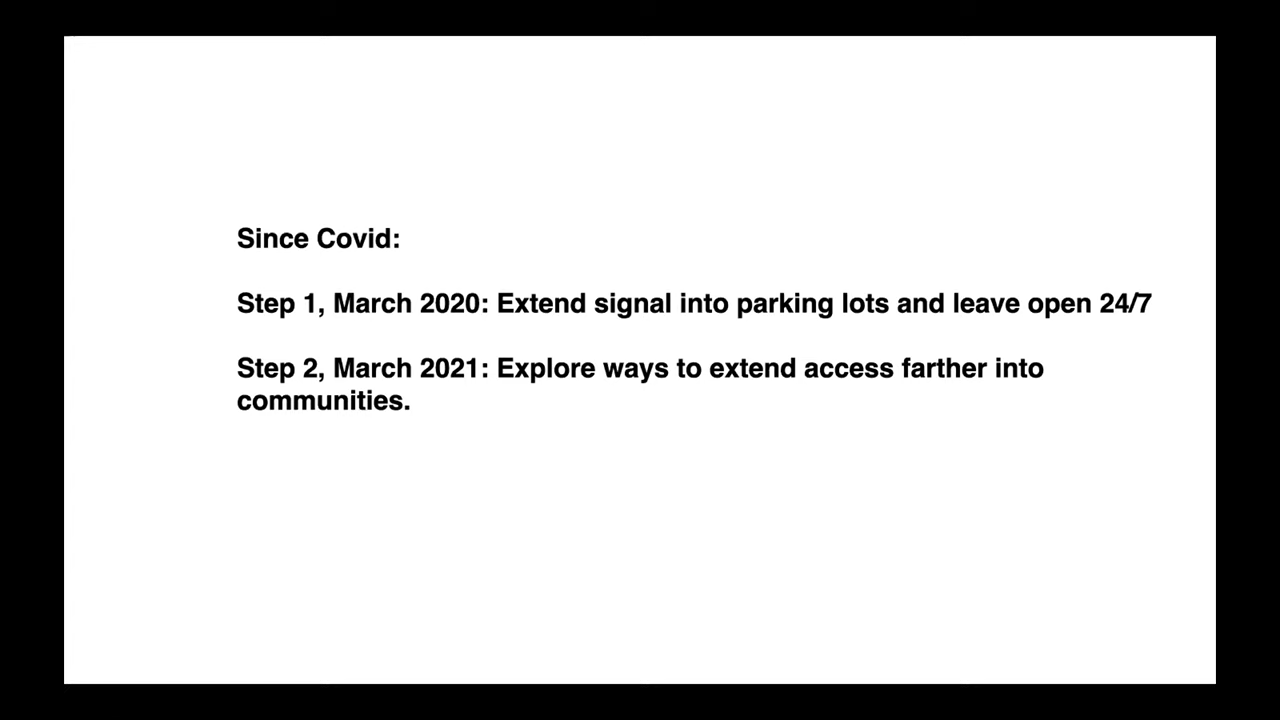 Since Covid:
Step 1, March 2020: Extend signal into parking lots and leave open 24/7
Step 2, March 2021: Explore ways to extend access farther into
communities.